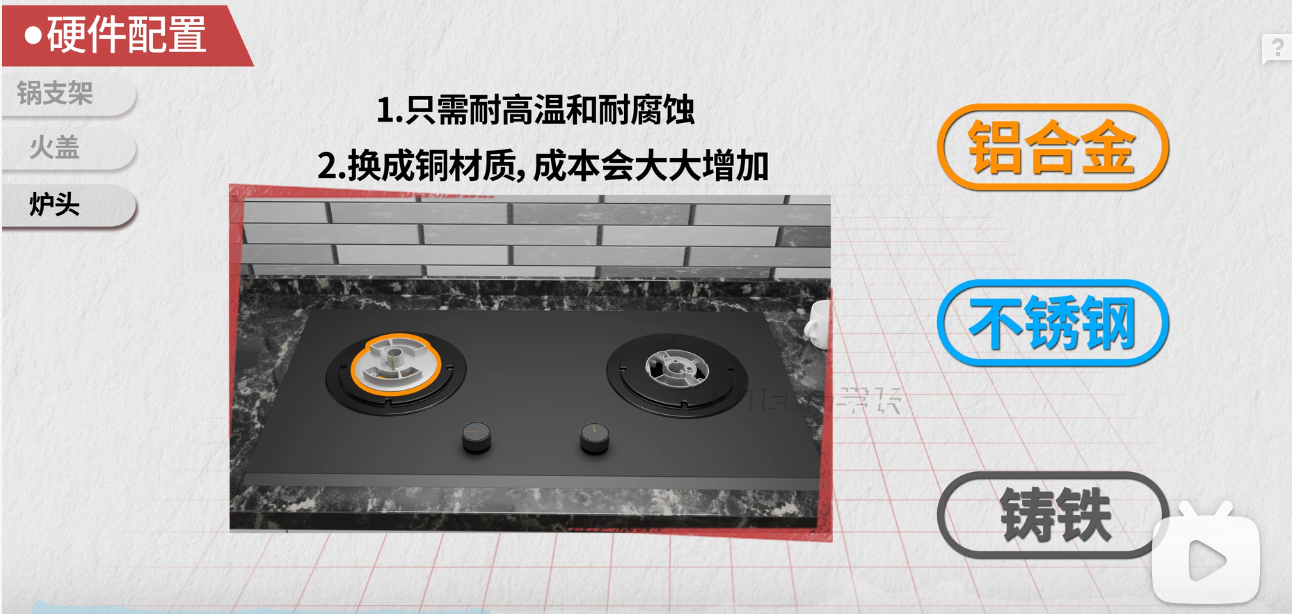 ●硬件配置
锅支架
火盖
炉头
1.只需耐高温和耐腐蚀
2.换成铜材质,成本会大大增加
铝合金
不锈钢
铸铁
?